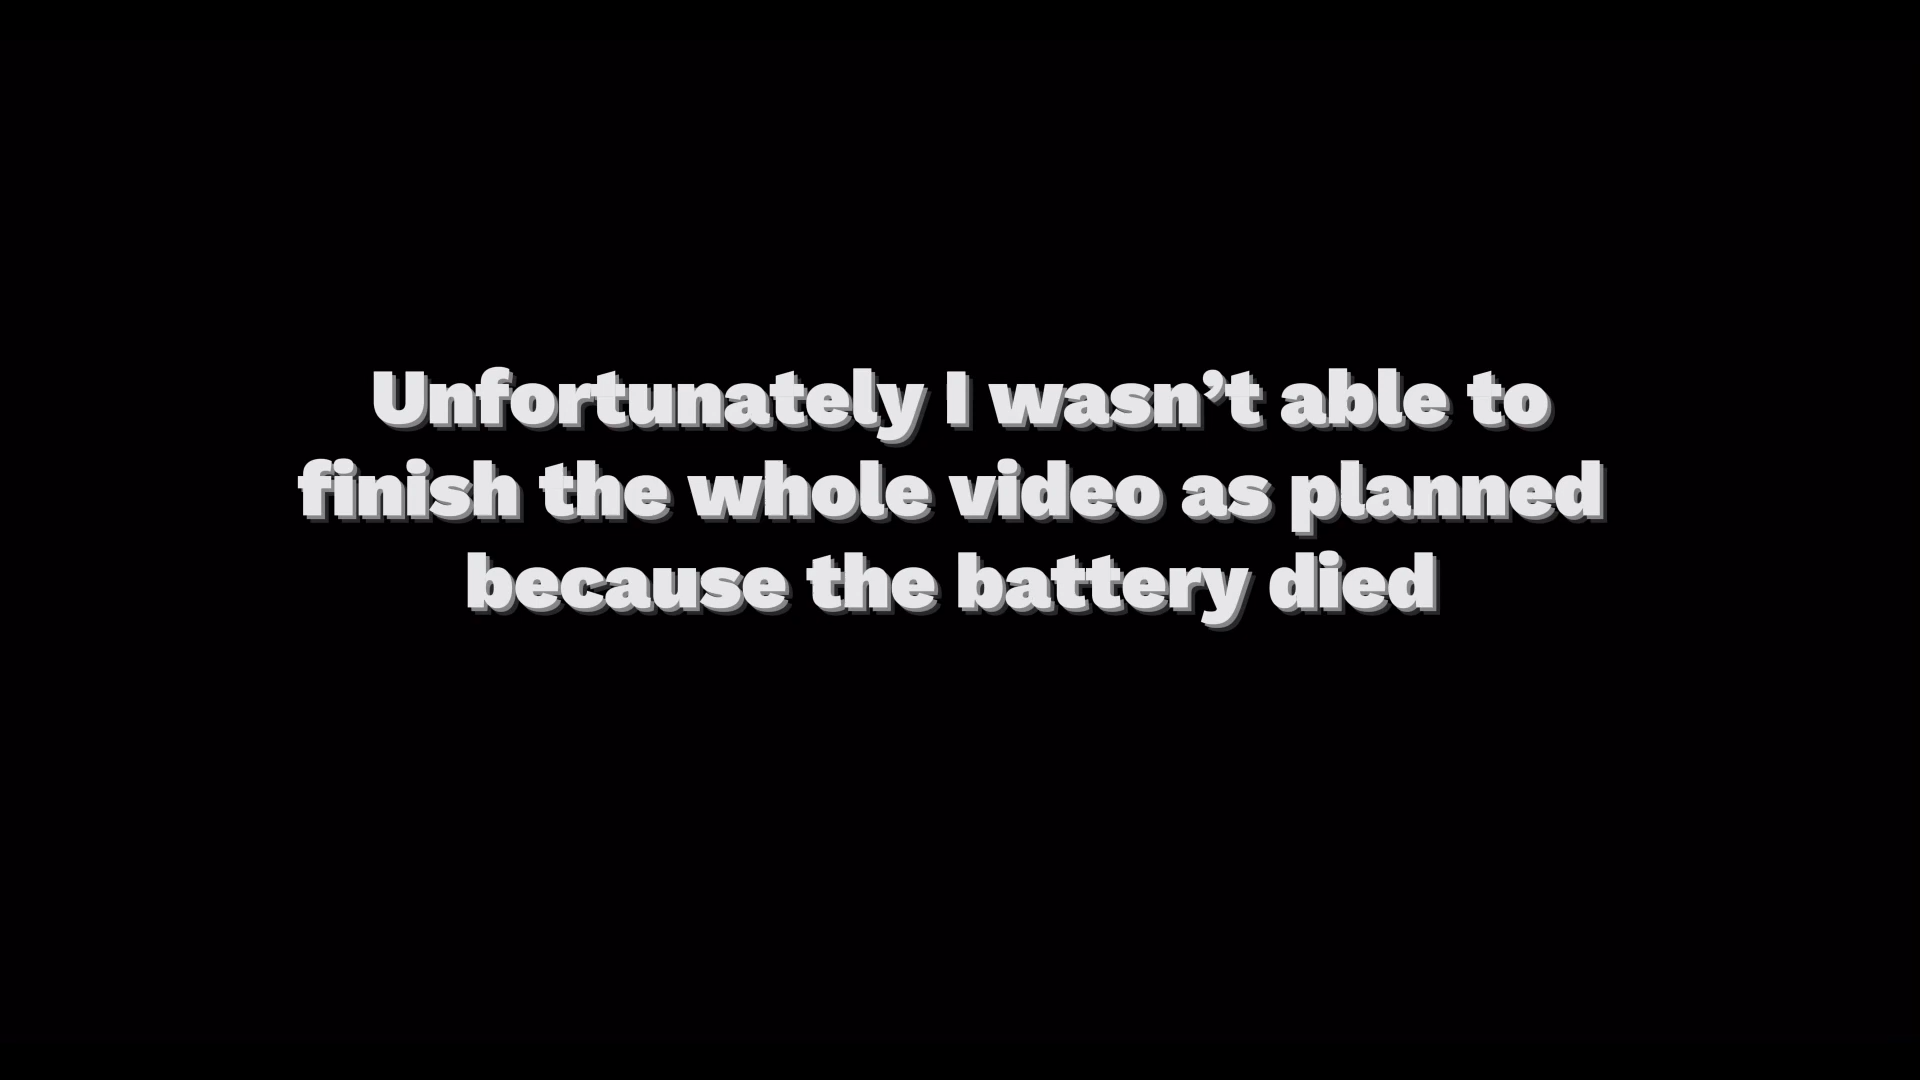 Unfortunately I wasn’t able to
finish the whole video as planned
because the battery died